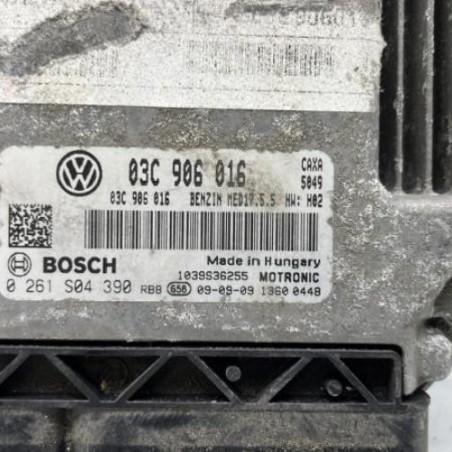 03C 906 016 CAXA
03C 906 016 BENZIN MED17.5.5 HW: H02 5049
BOSCH Made in Hungary
1039S36255 MOTRONIC
0 261 S04 390 RB8 658 09-09-09 1360 0448